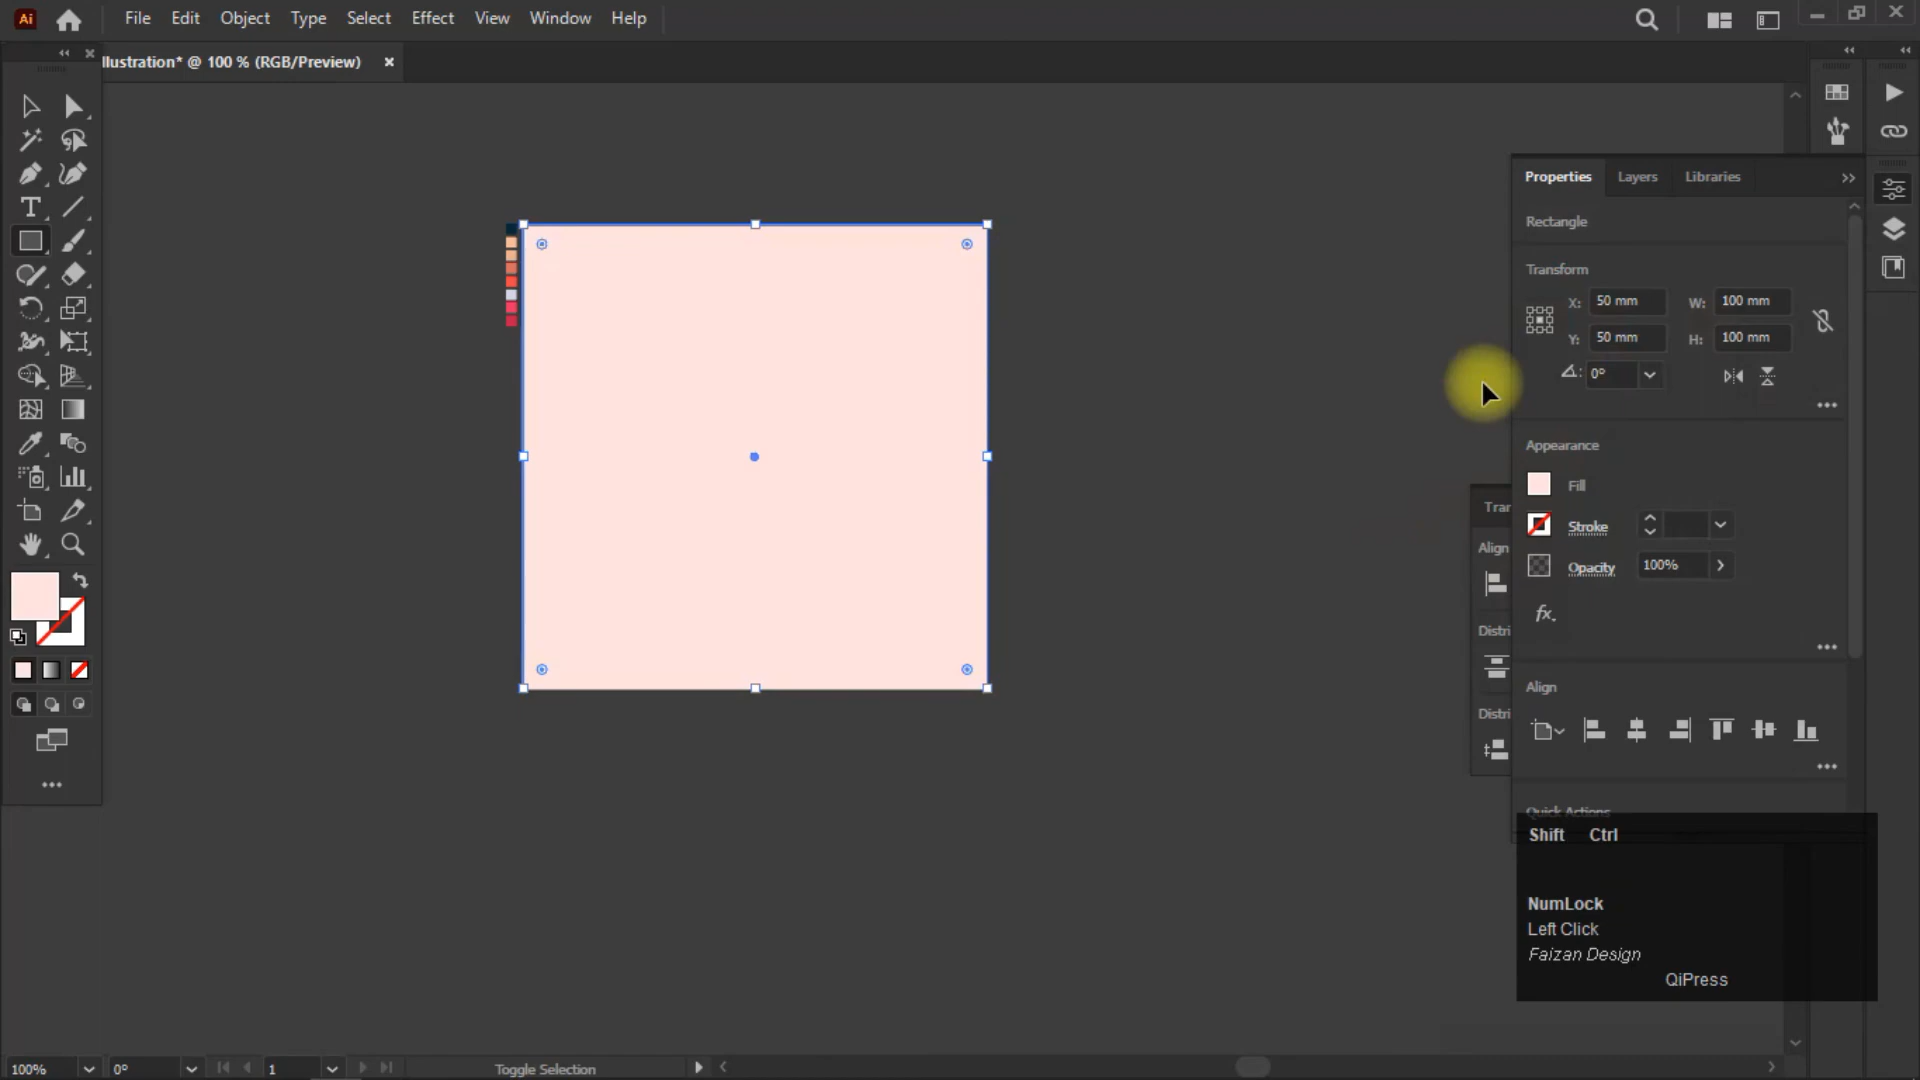 Ai File Edit Object Type Select Effect View Window Help
llustration* @ 100 % (RGB/Preview)
Properties Layers Libraries
Rectangle
Transform
X: 50 mm W: 100 mm
Y: 50 mm H: 100 mm
0°
Appearance
Fill
Tran
Stroke
Align
Opacity 100%
fx
Distri
Align
Distri
Quick Actions
Shift Ctrl
NumLock
Left Click
Faizan Design
QiPress
T
100% 0° 1 Toggle Selection